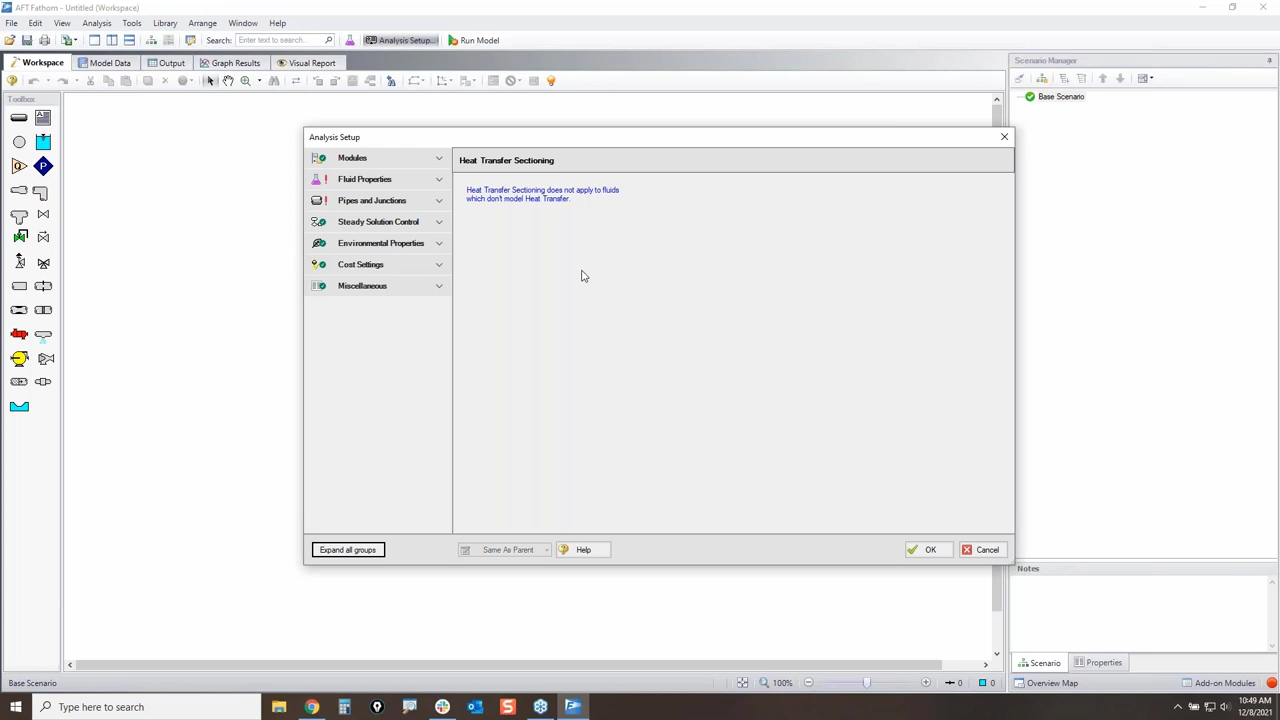 AFT Fathom - Untitled (Workspace)
File Edit View Analysis Tools Library Arrange Window Help
Search: Enter text to search... Analysis Setup... Run Model
Workspace Model Data Output Graph Results Visual Report
Scenario Manager
Toolbox
Base Scenario
Analysis Setup
Modules
Fluid Properties
Pipes and Junctions
Steady Solution Control
Environmental Properties
Cost Settings
Miscellaneous
Heat Transfer Sectioning
Heat Transfer Sectioning does not apply to fluids
which don't model Heat Transfer.
Expand all groups Same As Parent Help OK Cancel
Notes
Scenario Properties
Base Scenario 100% 0 0 Overview Map Add-on Modules
Type here to search
10:49 AM
12/8/2021